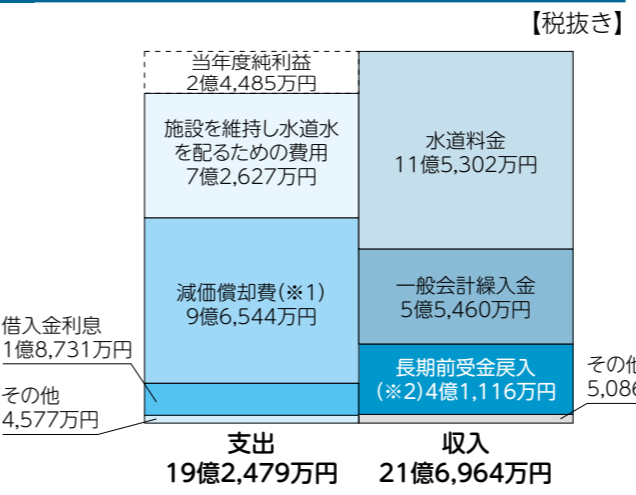 【税抜き】
当年度純利益
2億4,485万円
施設を維持し水道水
を配るための費用
7億2,627万円
減価償却費(※1)
9億6,544万円
借入金利息
1億8,731万円
その他
4,577万円
支出
19億2,479万円
水道料金
11億5,302万円
一般会計繰入金
5億5,460万円
長期前受金戻入
(※2)4億1,116万円
その他
5,086
収入
21億6,964万円